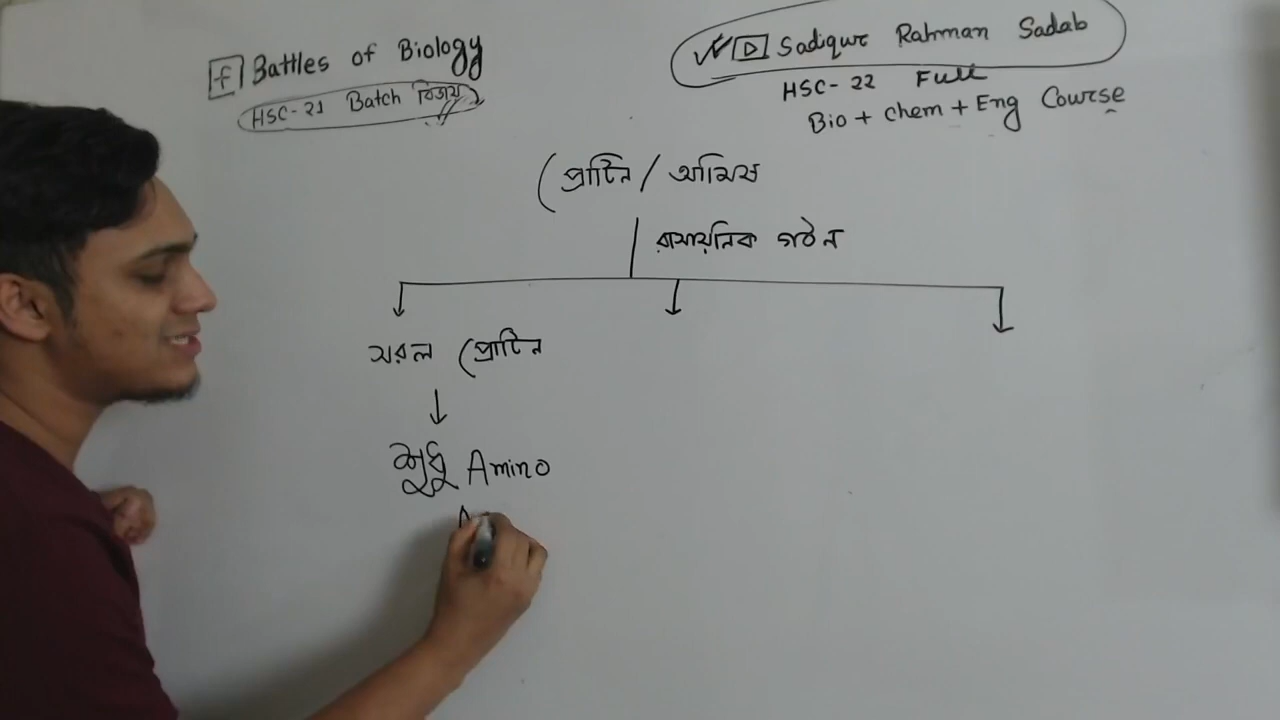 f Battles of Biology
HSC-21 Batch বিজয়
Sadiqur Rahman Sadab
HSC-22 Full
Bio + Chem + Eng Course
প্রোটিন / আমিষ
রাসায়নিক গঠন
সরল প্রোটিন
শুধু Amino
A